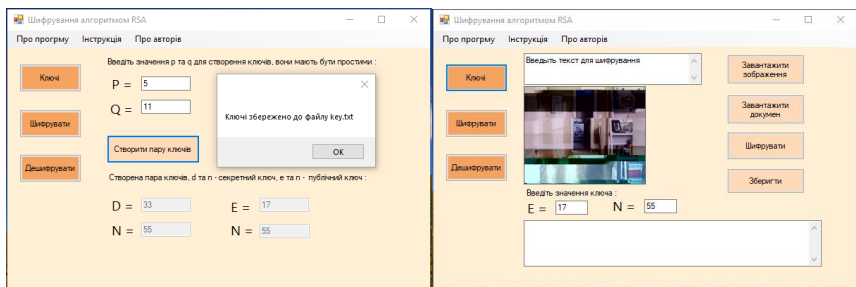 Шифрування алгоритмом RSA
Про прогрму Інструкція Про авторів
Введіть значення p та q для створення ключів, вони мають бути простими :
Ключі
P = 5
Q = 11
Шифрувати
Створити пару ключів
Дешифрувати
Ключі збережено до файлу key.txt
OK
Створена пара ключів, d та n - секретний ключ, e та n - публічний ключ :
D = 33 E = 17
N = 55 N = 55
Шифрування алгоритмом RSA
Про прогрму Інструкція Про авторів
Введыть текст для шифрування
Ключі
Шифрувати
Дешифрувати
Завантажити зображення
Завантажити докумен
Шифрувати
Зберигти
Введіть значення ключа :
E = 17 N = 55